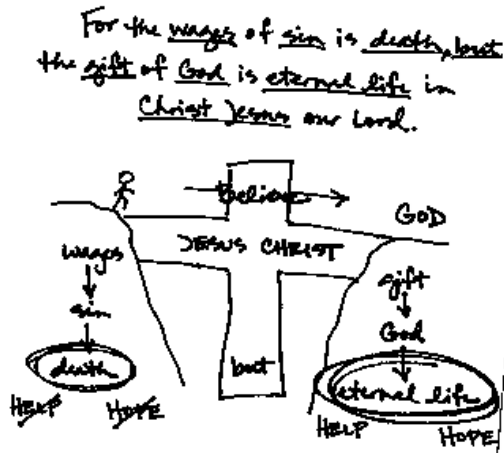 For the wages of sin is death, but
the gift of God is eternal life in
Christ Jesus our Lord.
Believe
GOD
JESUS CHRIST
wages
gift
sin
God
death
but
eternal life
HELP HOPE
HELP HOPE